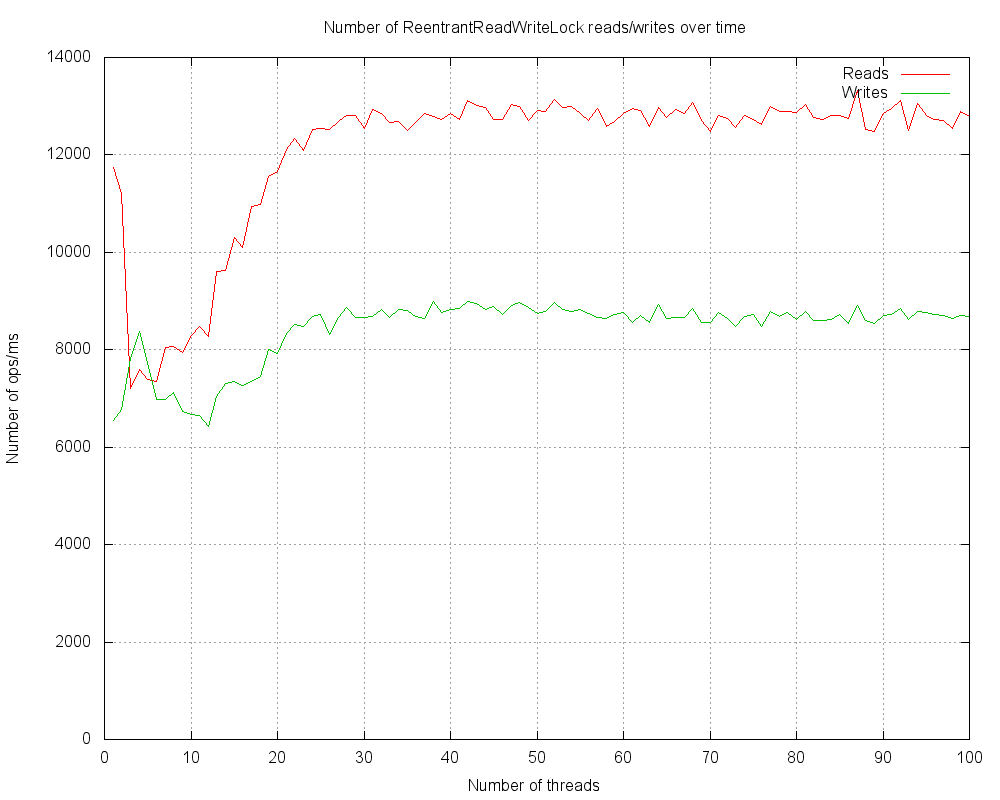 Number of ReentrantReadWriteLock reads/writes over time
14000
12000
10000
8000
6000
4000
2000
0
Number of ops/ms
Reads
Writes
0 10 20 30 40 50 60 70 80 90 100
Number of threads